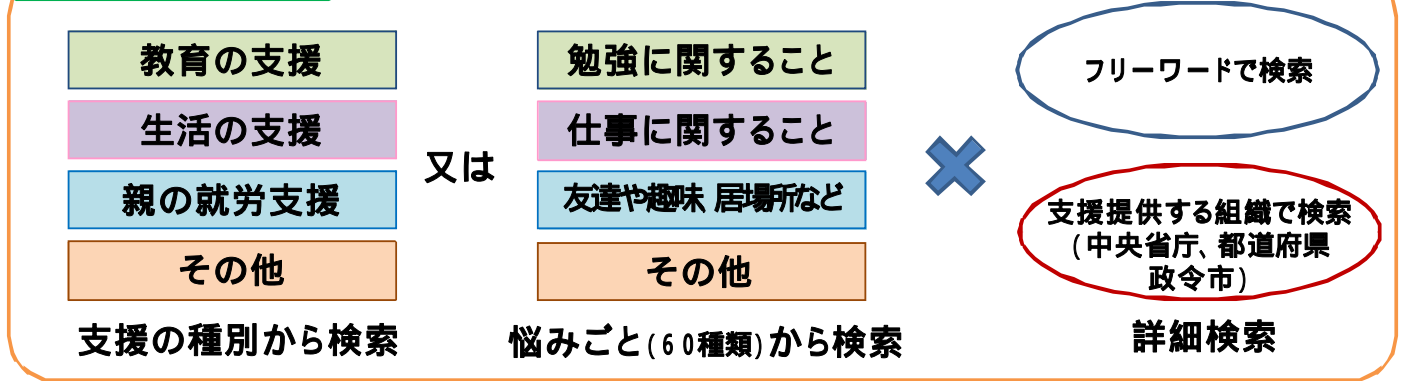 教育の支援
生活の支援
親の就労支援
その他
支援の種別から検索
又は
勉強に関すること
仕事に関すること
友達や趣味、居場所など
その他
悩みごと(60種類)から検索
フリーワードで検索
支援提供する組織で検索
(中央省庁、都道府県
政令市)
詳細検索